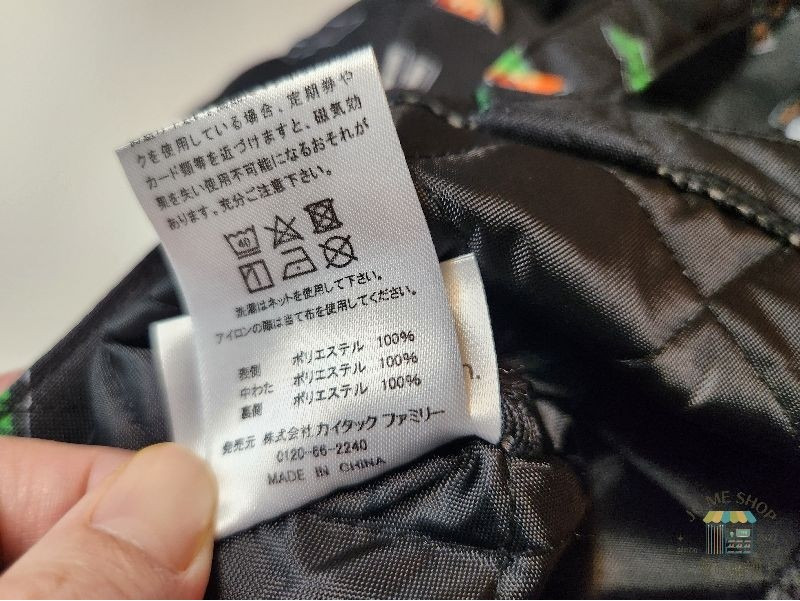 クを使用している場合、定期券や
カード類等を近づけますと、磁気効
果を失い使用不可能になるおそれが
あります。充分ご注意下さい。
40
洗濯はネットを使用して下さい。
アイロンの際は当て布を使用してください。
表側 ポリエステル 100%
中わた ポリエステル 100%
裏側 ポリエステル 100%
n.
発売元 株式会社 カイタック ファミリー
0120-66-2240
MADE IN CHINA
SHOP